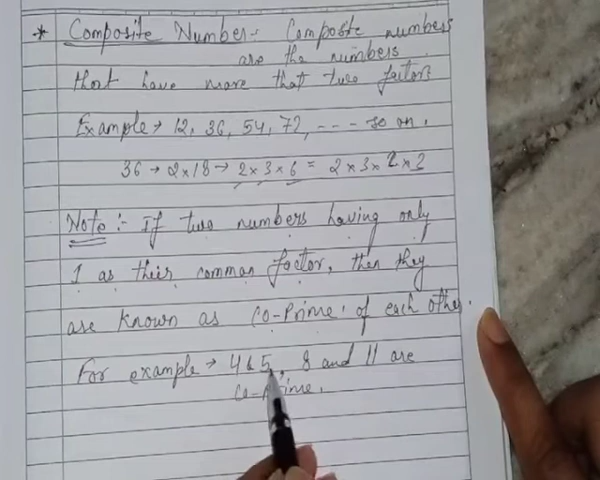 * Composite Number - Composite numbers
are the numbers
that have more that two factors
Example → 12, 36, 54, 72, --- so on.
36 → 2×18 → 2×3×6 = 2×3×2×3
Note :- If two numbers having only
1 as their common factor, then they
are known as co-Prime. of each other.
For example → 4 & 5, 8 and 11 are
co-Prime.